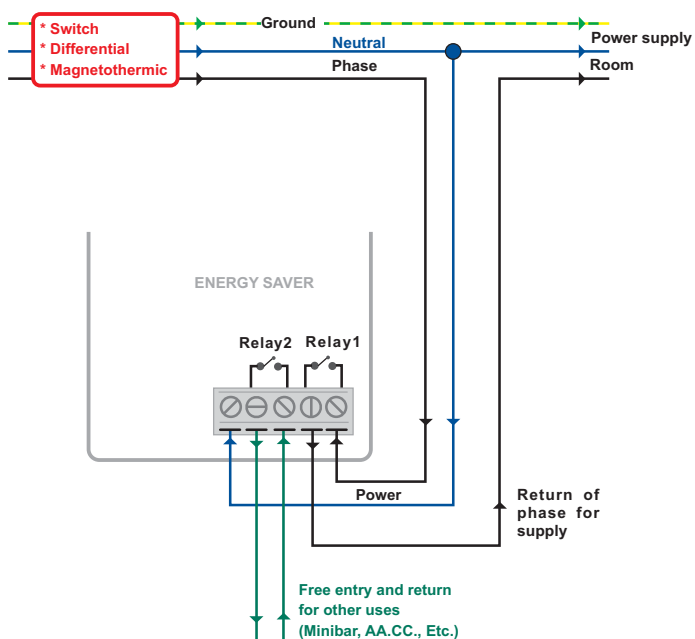 Ground
* Switch
* Differential
* Magnetothermic
Neutral
Phase
Power supply
Room
ENERGY SAVER
Relay2
Relay1
Power
Return of
phase for
supply
Free entry and return
for other uses
(Minibar, AA.CC., Etc.)